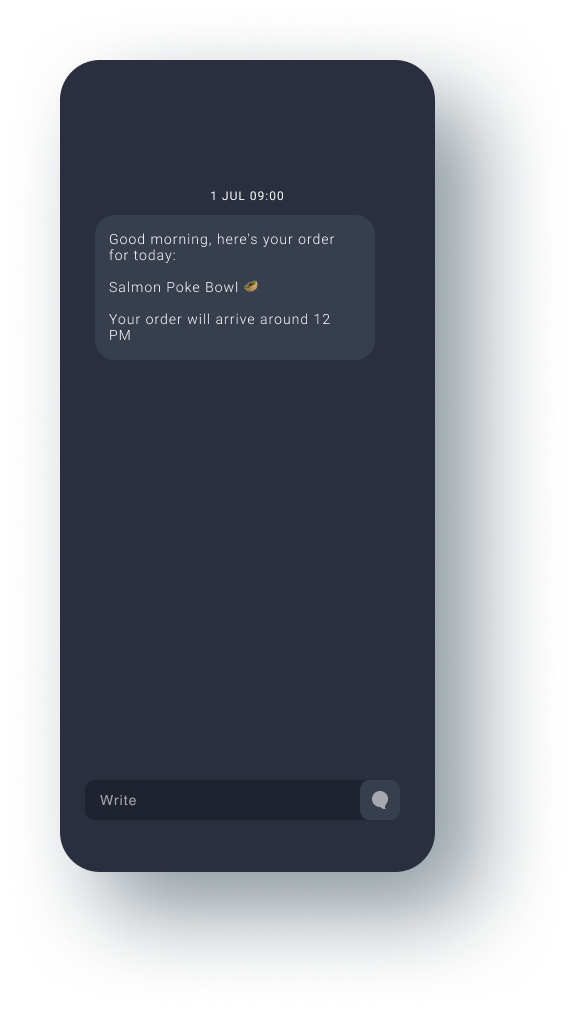 1 JUL 09:00
Good morning, here's your order
for today:
Salmon Poke Bowl 🥔
Your order will arrive around 12
PM
Write